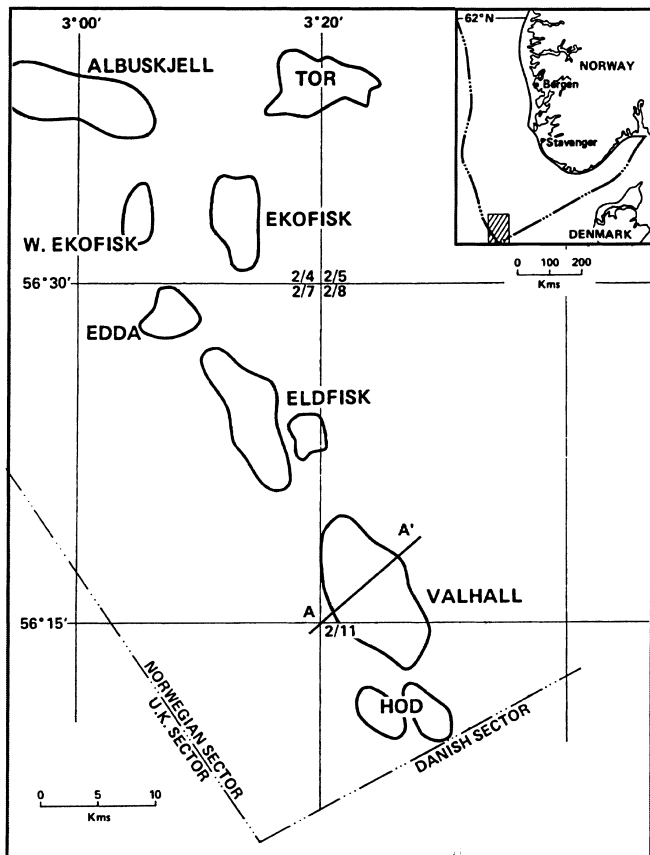 3°00'
3°20'
62°N
ALBUSKJELL
TOR
NORWAY
Bergen
Stavanger
DENMARK
0 100 200
Kms
W. EKOFISK
EKOFISK
56°30'
2/4 2/5
2/7 2/8
EDDA
ELDFISK
A'
A
VALHALL
56°15'
2/11
HOD
NORWEGIAN SECTOR
U.K. SECTOR
DANISH SECTOR
0 5 10
Kms